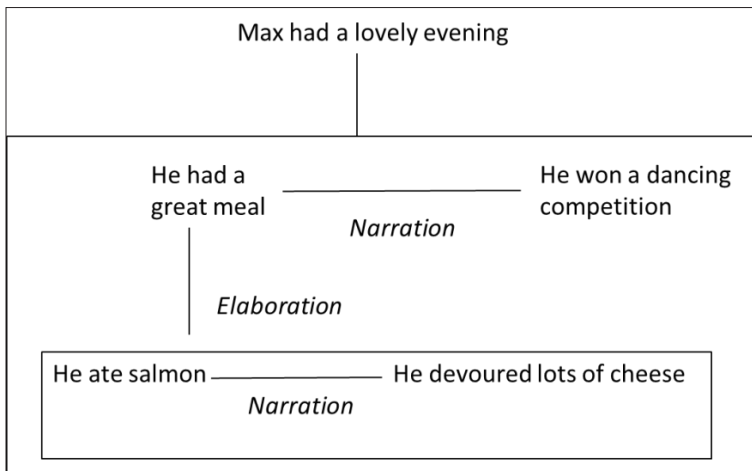 Max had a lovely evening
He had a
great meal
He won a dancing
competition
Narration
Elaboration
He ate salmon
He devoured lots of cheese
Narration